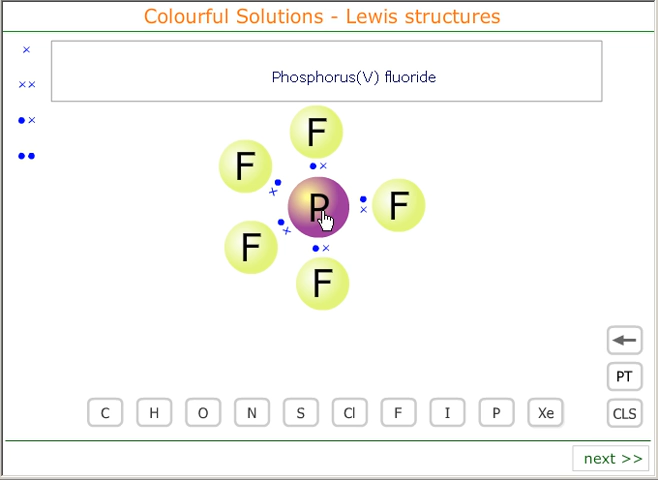 Colourful Solutions - Lewis structures
Phosphorus(V) fluoride
F
F
P
F
F
F
PT
C H O N S Cl F I P Xe
CLS
next >>